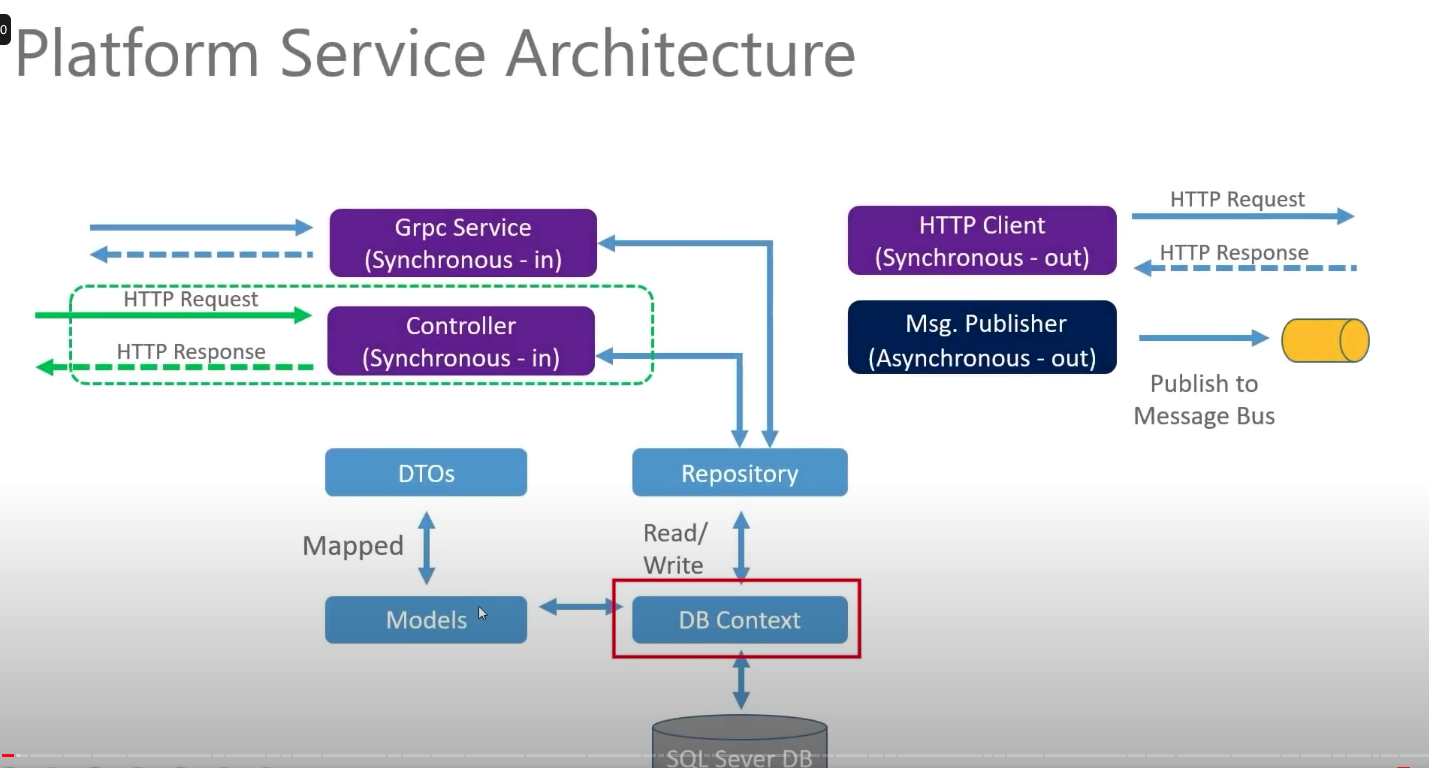 0
Platform Service Architecture
Grpc Service
(Synchronous - in)
HTTP Request
HTTP Response
Controller
(Synchronous - in)
HTTP Client
(Synchronous - out)
HTTP Request
HTTP Response
Msg. Publisher
(Asynchronous - out)
Publish to
Message Bus
DTOs
Repository
Mapped
Read/
Write
Models
DB Context
SQL Sever DB